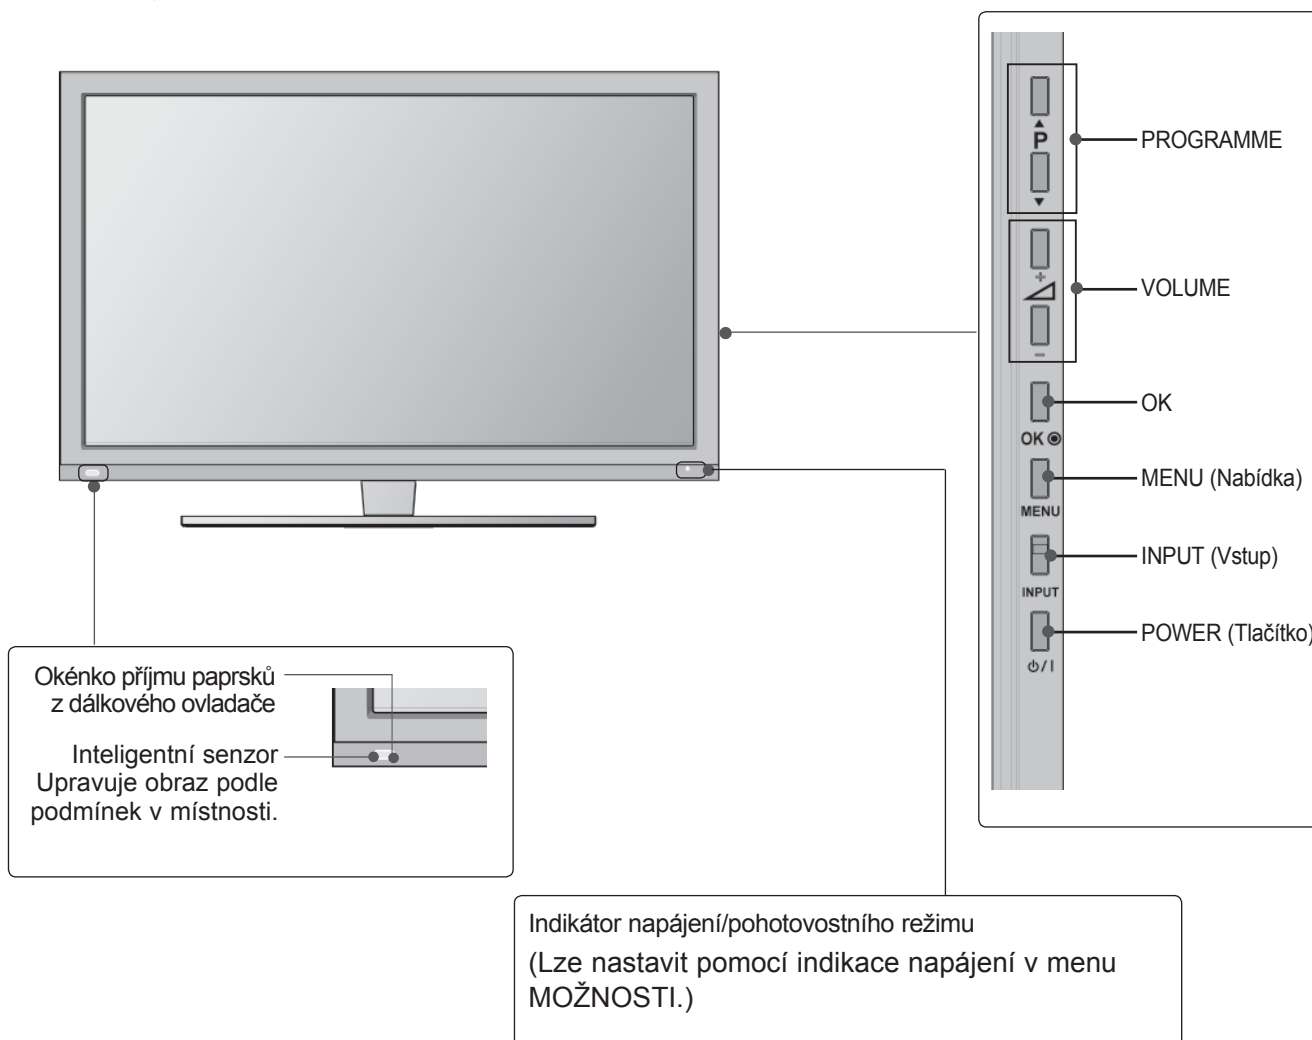 P
PROGRAMME
+
VOLUME
-
OK
OK
MENU (Nabídka)
MENU
INPUT (Vstup)
INPUT
POWER (Tlačítko)
⏻/I
Okénko příjmu paprsků
z dálkového ovladače
Inteligentní senzor
Upravuje obraz podle
podmínek v místnosti.
Indikátor napájení/pohotovostního režimu
(Lze nastavit pomocí indikace napájení v menu
MOŽNOSTI.)